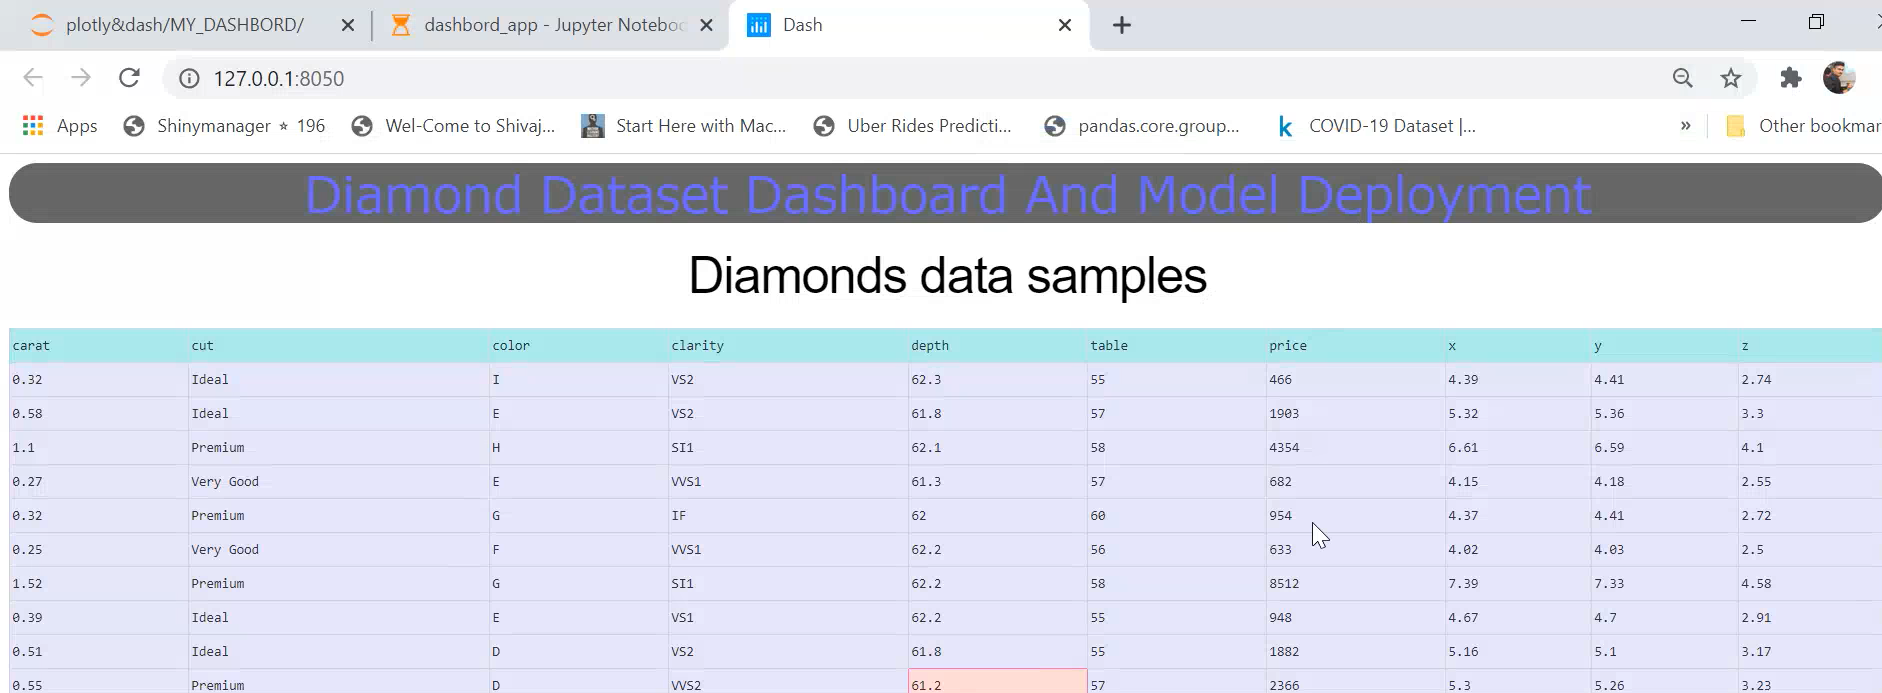 plotly&dash/MY_DASHBORD/ dashbord_app - Jupyter Noteboo Dash
127.0.0.1:8050
Apps Shinymanager ⋆ 196 Wel-Come to Shivaj... Start Here with Mac... Uber Rides Predicti... pandas.core.group... COVID-19 Dataset |... » Other bookmar
Diamond Dataset Dashboard And Model Deployment
Diamonds data samples
carat cut color clarity depth table price x y z
0.32 Ideal I VS2 62.3 55 466 4.39 4.41 2.74
0.58 Ideal E VS2 61.8 57 1903 5.32 5.36 3.3
1.1 Premium H SI1 62.1 58 4354 6.61 6.59 4.1
0.27 Very Good E VVS1 61.3 57 682 4.15 4.18 2.55
0.32 Premium G IF 62 60 954 4.37 4.41 2.72
0.25 Very Good F VVS1 62.2 56 633 4.02 4.03 2.5
1.52 Premium G SI1 62.2 58 8512 7.39 7.33 4.58
0.39 Ideal E VS1 62.2 55 948 4.67 4.7 2.91
0.51 Ideal D VS2 61.8 55 1882 5.16 5.1 3.17
0.55 Premium D VVS2 61.2 57 2366 5.3 5.26 3.23